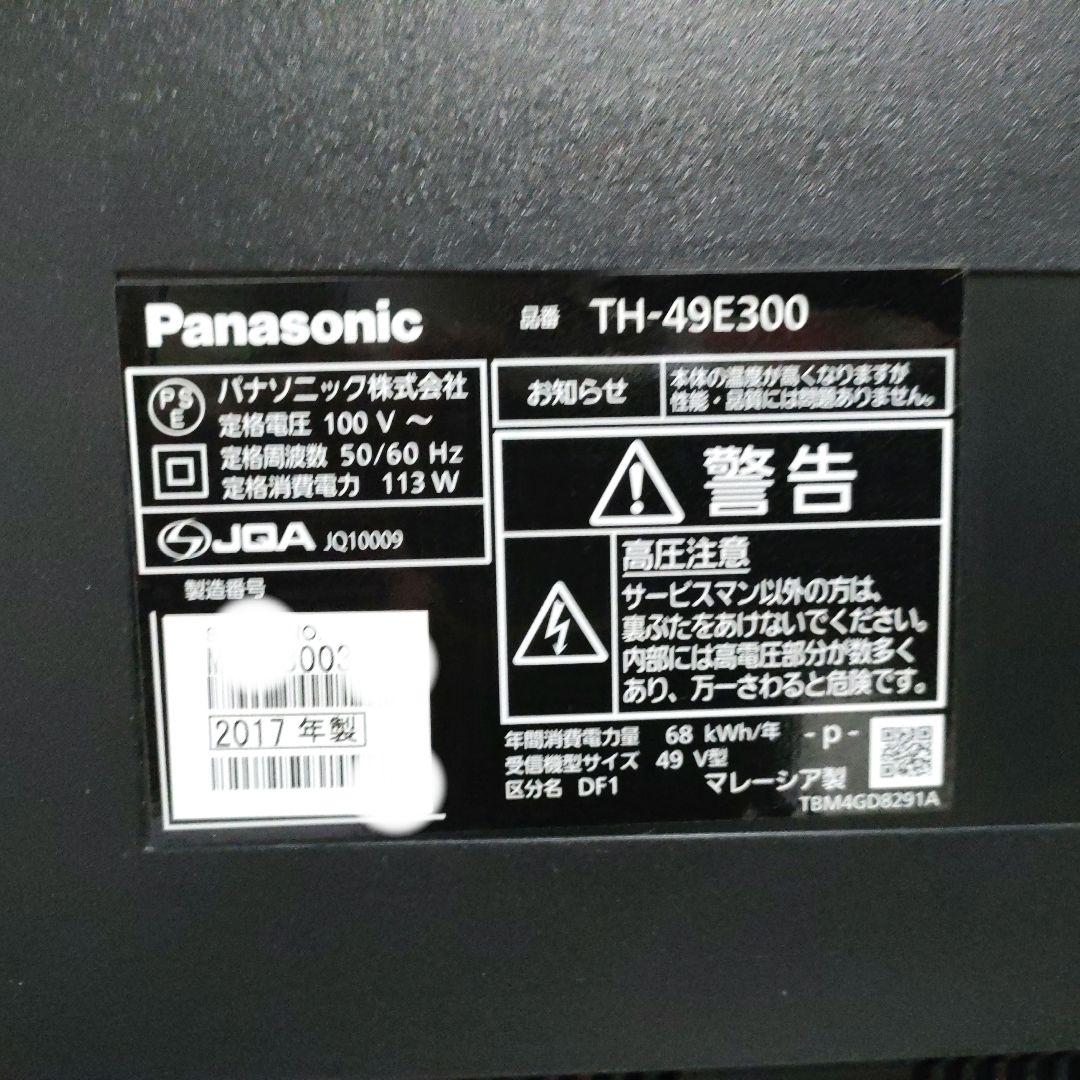 Panasonic
品番 TH-49E300
PS
E
パナソニック株式会社
定格電圧 100 V ～
定格周波数 50/60 Hz
定格消費電力 113 W
JQA JQ10009
製造番号
2017 年製
お知らせ
本体の温度が高くなりますが
性能・品質には問題ありません。
警告
高圧注意
サービスマン以外の方は、
裏ぶたをあけないでください。
内部には高電圧部分が数多く
あり、万一さわると危険です。
年間消費電力量 68 kWh/年 - p -
受信機型サイズ 49 V型
区分名 DF1 マレーシア製
TBM4GD8291A